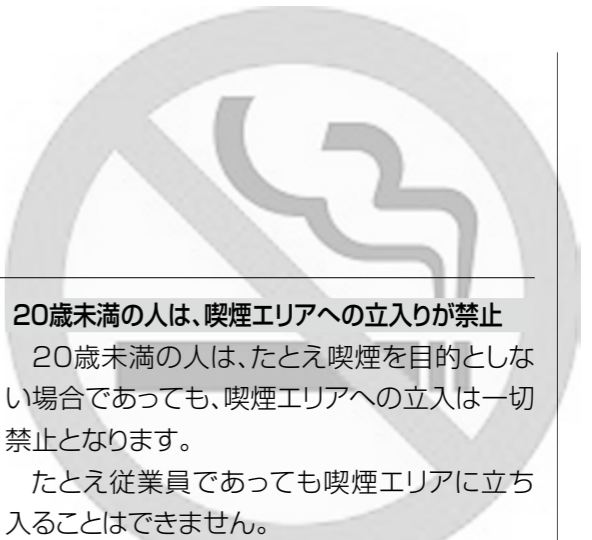 20歳未満の人は、喫煙エリアへの立入りが禁止
　20歳未満の人は、たとえ喫煙を目的としな
い場合であっても、喫煙エリアへの立入は一切
禁止となります。
　たとえ従業員であっても喫煙エリアに立ち
入ることはできません。